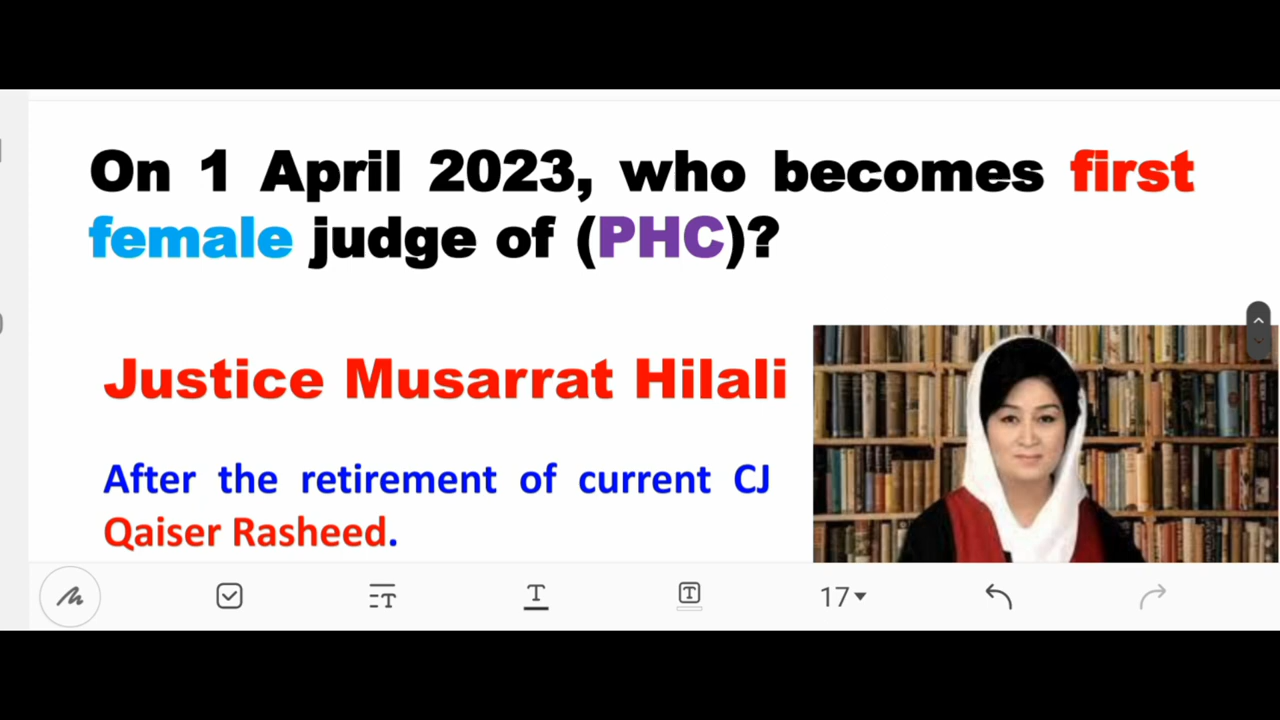 On 1 April 2023, who becomes first
female judge of (PHC)?
Justice Musarrat Hilali
After the retirement of current CJ
Qaiser Rasheed.
17